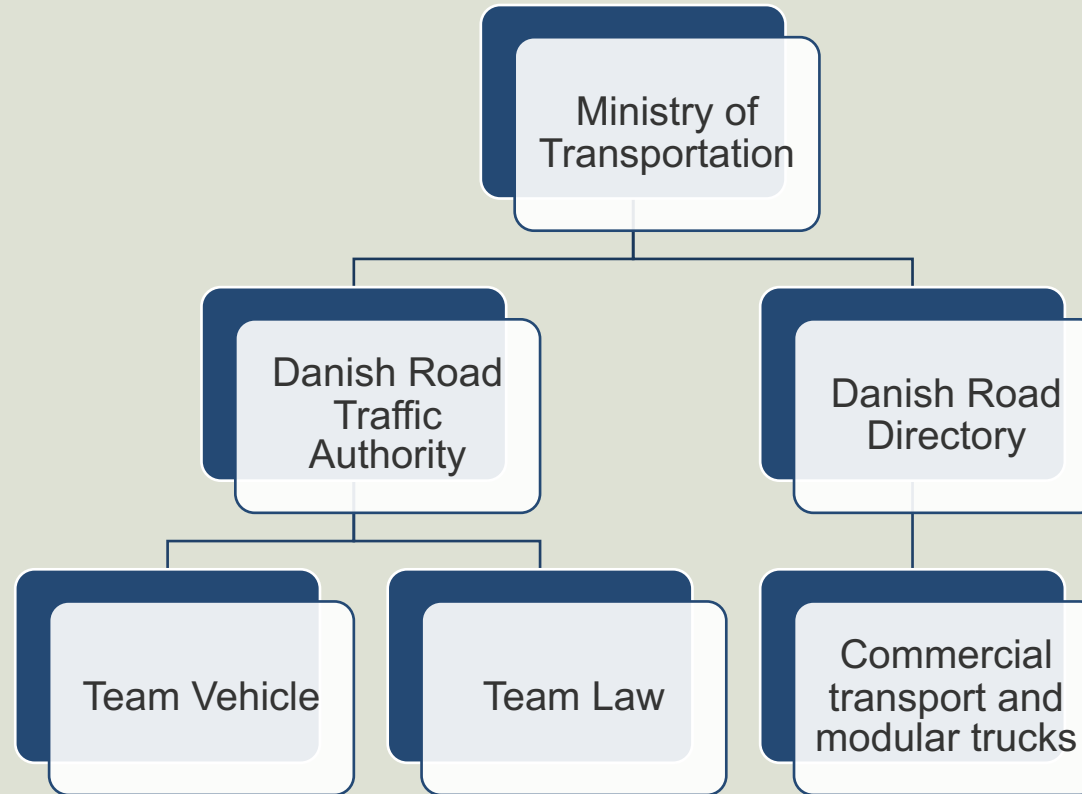 Ministry of
Transportation
Danish Road
Traffic
Authority
Danish Road
Directory
Team Vehicle
Team Law
Commercial
transport and
modular trucks